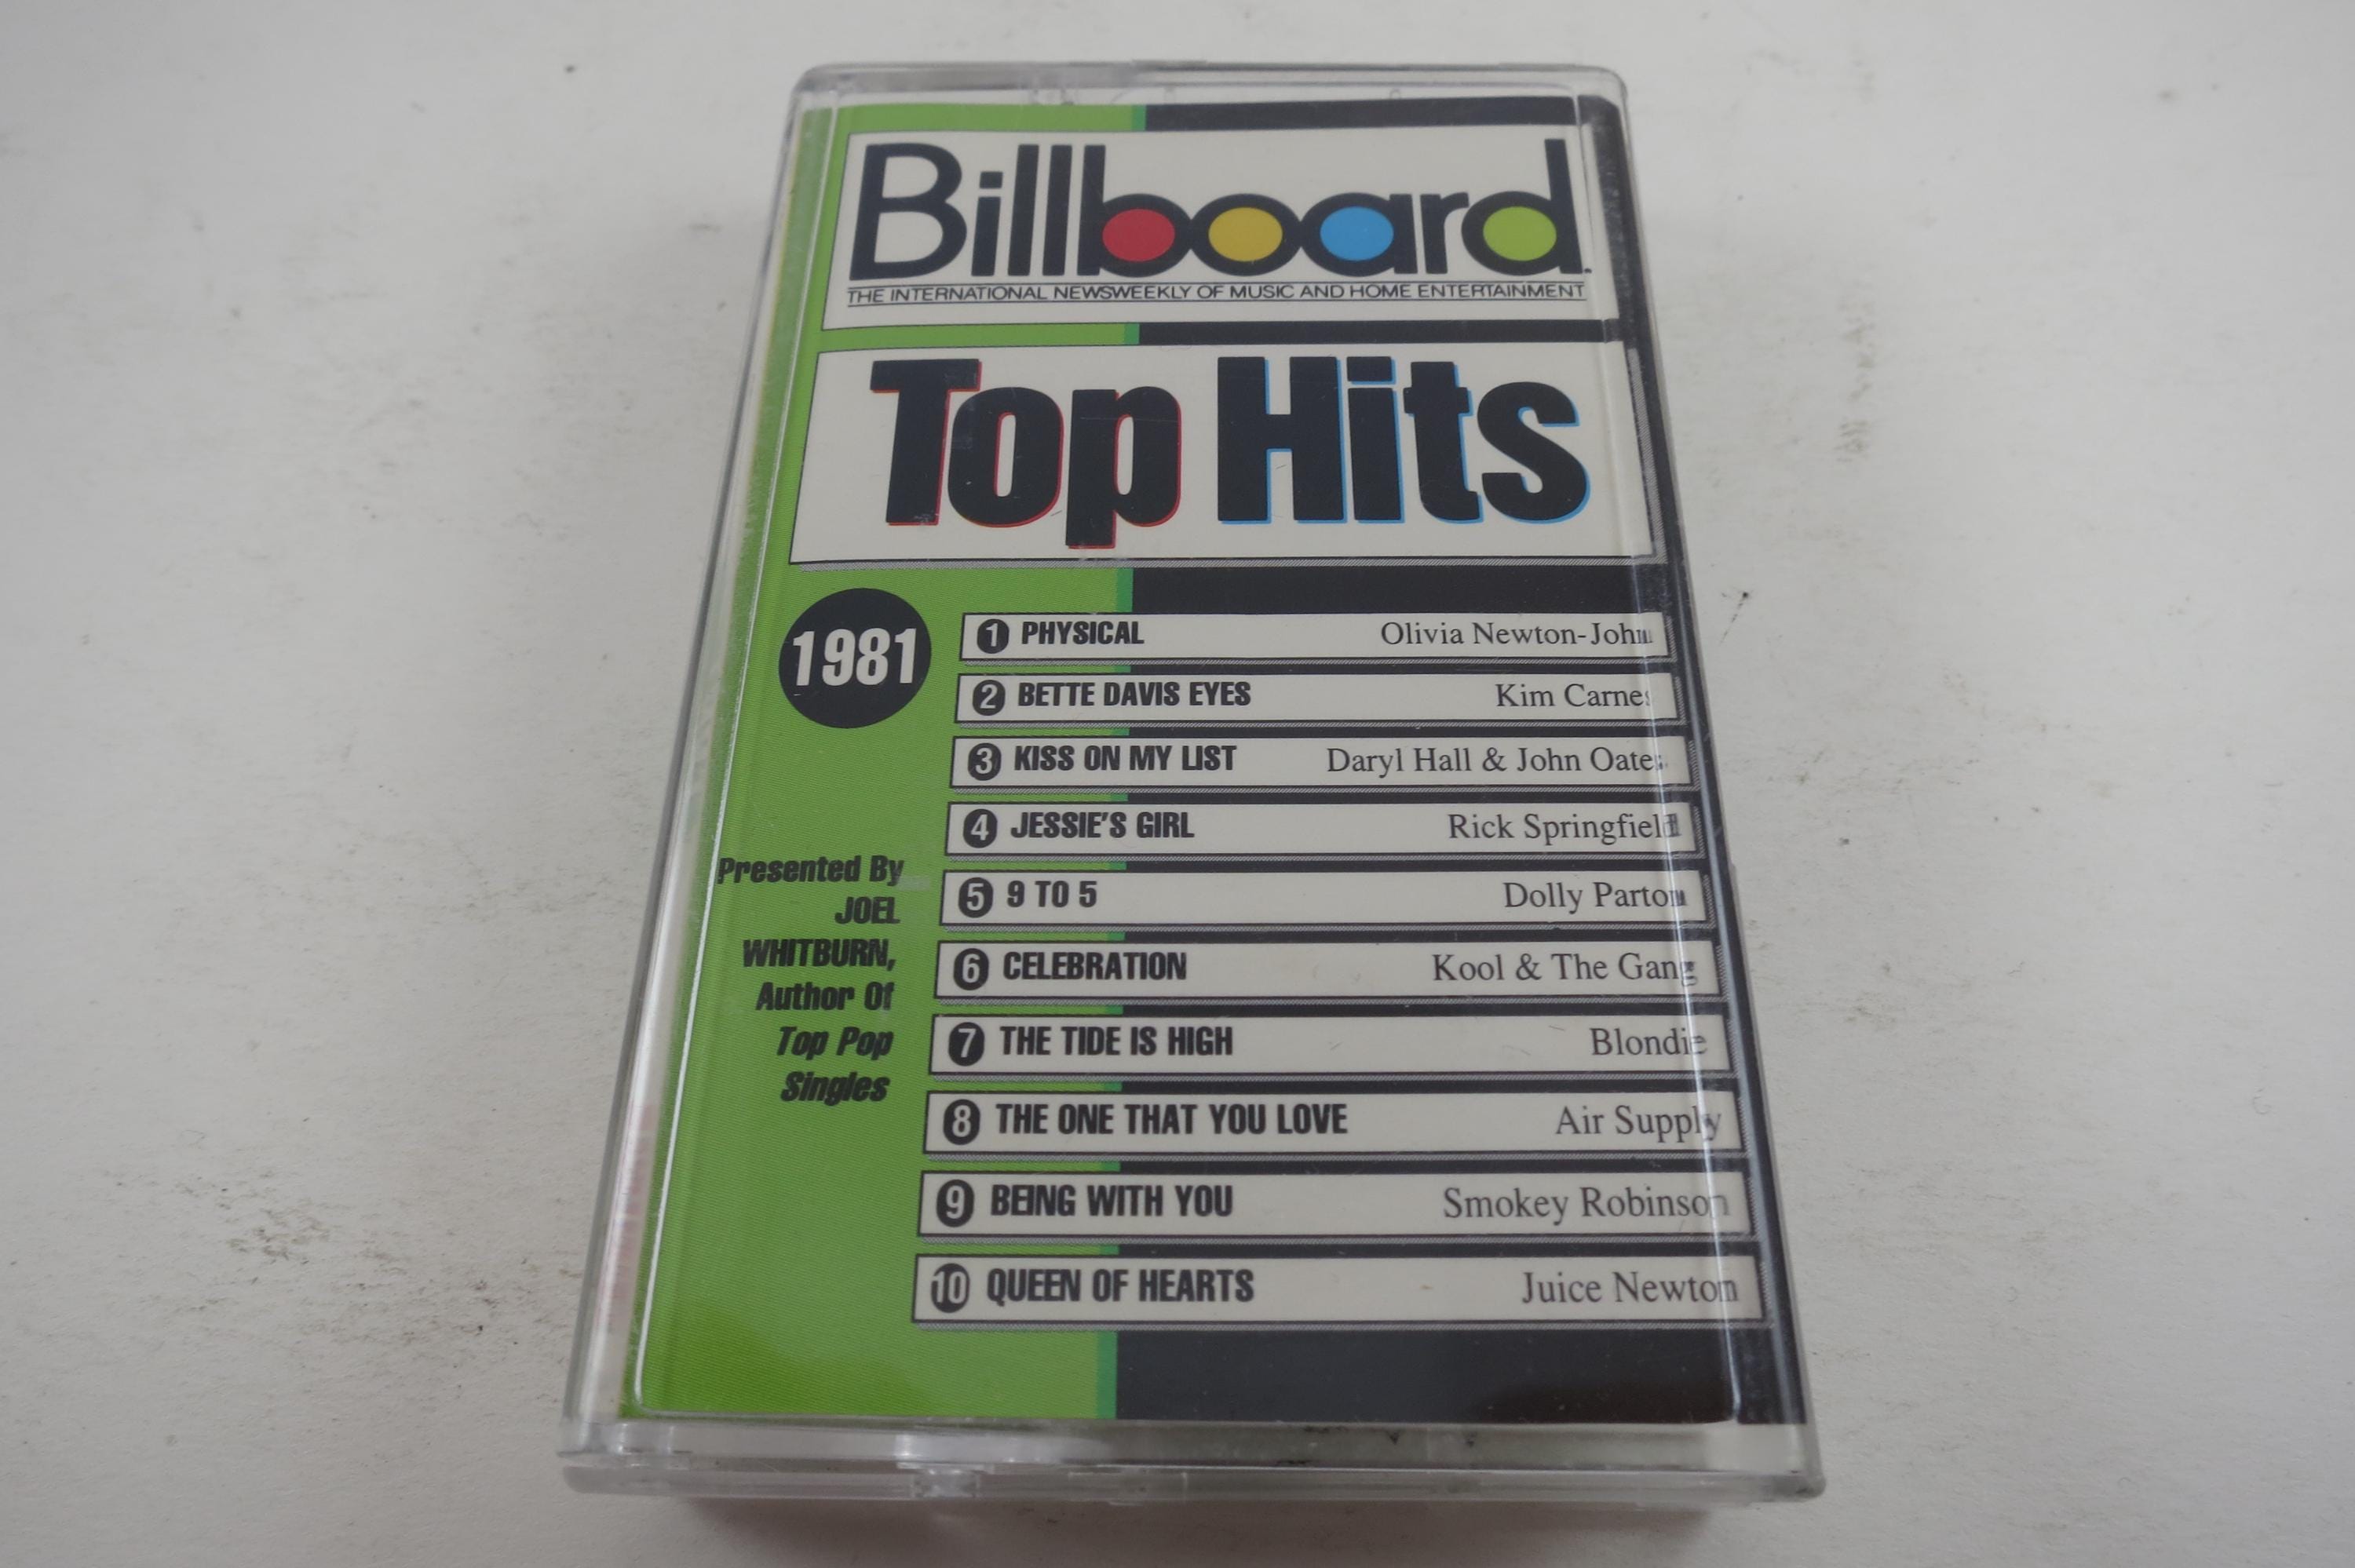 Billboard.
THE INTERNATIONAL NEWSWEEKLY OF MUSIC AND HOME ENTERTAINMENT
Top Hits
1981
1 PHYSICAL Olivia Newton-John
2 BETTE DAVIS EYES Kim Carnes
3 KISS ON MY LIST Daryl Hall & John Oates
4 JESSIE'S GIRL Rick Springfield
5 9 TO 5 Dolly Parton
6 CELEBRATION Kool & The Gang
7 THE TIDE IS HIGH Blondie
8 THE ONE THAT YOU LOVE Air Supply
9 BEING WITH YOU Smokey Robinson
10 QUEEN OF HEARTS Juice Newton
Presented By
JOEL
WHITBURN,
Author Of
Top Pop
Singles